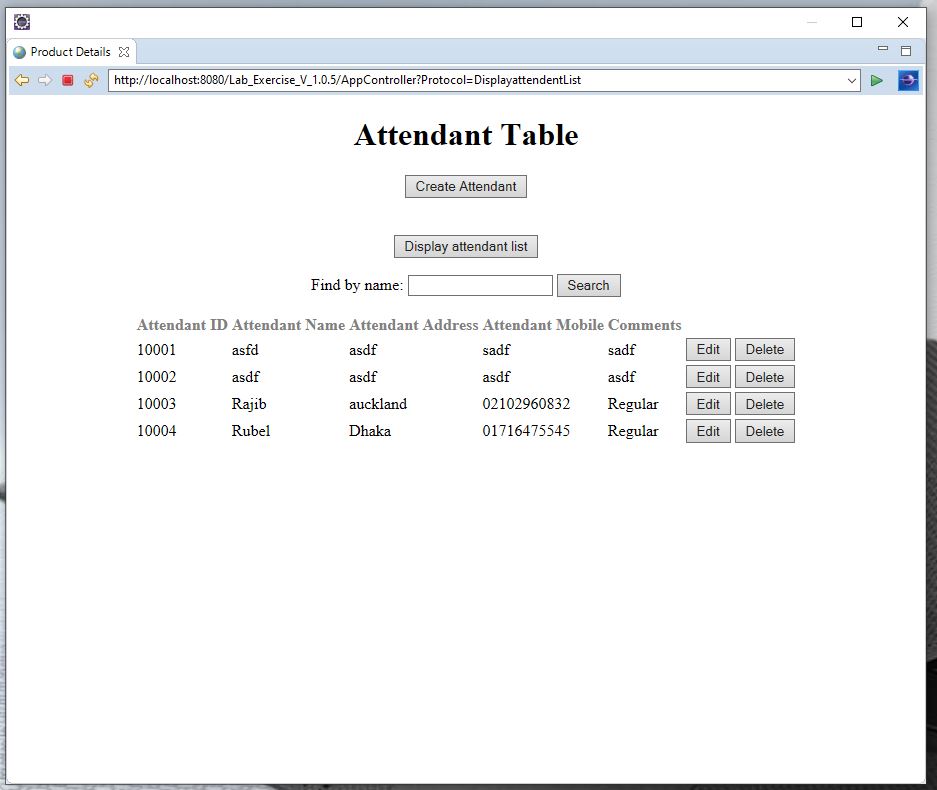 Product Details
http://localhost:8080/Lab_Exercise_V_1.0.5/AppController?Protocol=DisplayattendentList
Attendant Table
Create Attendant
Display attendant list
Find by name: Search
Attendant ID Attendant Name Attendant Address Attendant Mobile Comments
10001 asfd asdf sadf sadf Edit Delete
10002 asdf asdf asdf asdf Edit Delete
10003 Rajib auckland 02102960832 Regular Edit Delete
10004 Rubel Dhaka 01716475545 Regular Edit Delete